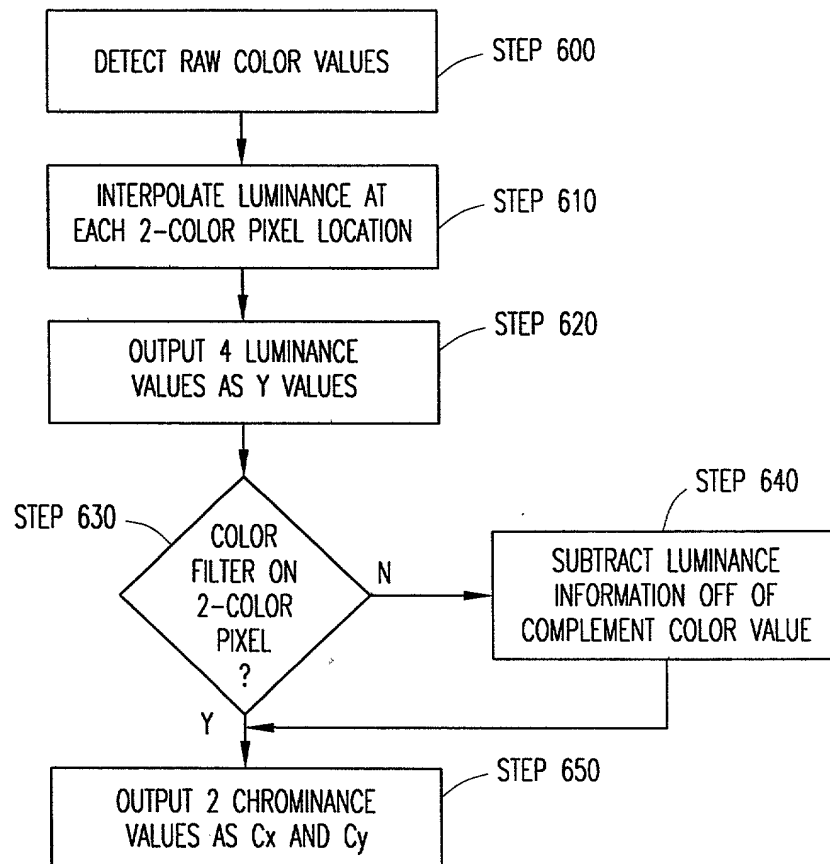 DETECT RAW COLOR VALUES
STEP 600
INTERPOLATE LUMINANCE AT
EACH 2-COLOR PIXEL LOCATION
STEP 610
OUTPUT 4 LUMINANCE
VALUES AS Y VALUES
STEP 620
STEP 630
COLOR
FILTER ON
2-COLOR
PIXEL
?
N
STEP 640
SUBTRACT LUMINANCE
INFORMATION OFF OF
COMPLEMENT COLOR VALUE
Y
OUTPUT 2 CHROMINANCE
VALUES AS Cx AND Cy
STEP 650